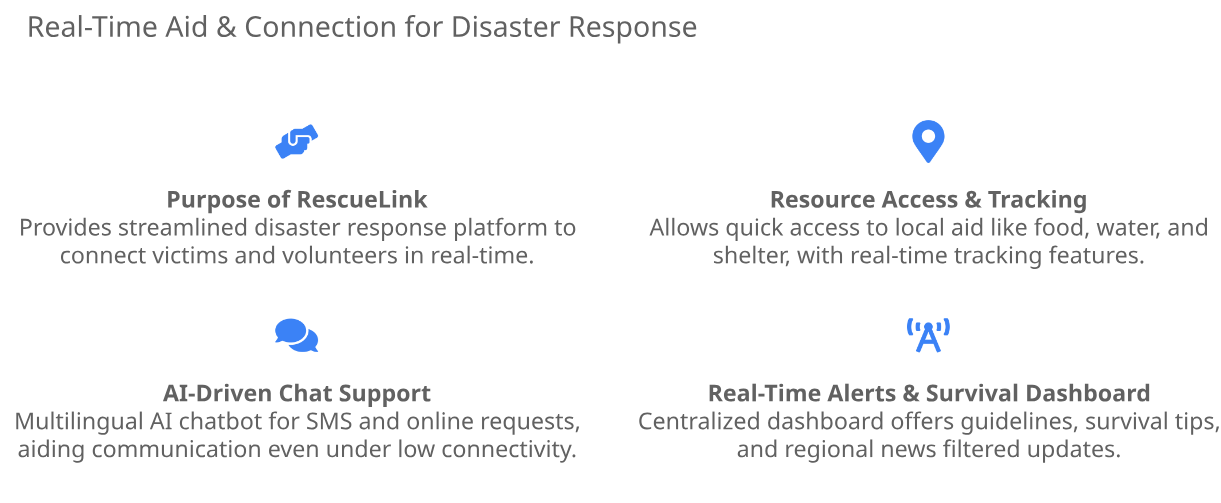 Real-Time Aid & Connection for Disaster Response
Purpose of RescueLink
Provides streamlined disaster response platform to
connect victims and volunteers in real-time.
Resource Access & Tracking
Allows quick access to local aid like food, water, and
shelter, with real-time tracking features.
AI-Driven Chat Support
Multilingual AI chatbot for SMS and online requests,
aiding communication even under low connectivity.
Real-Time Alerts & Survival Dashboard
Centralized dashboard offers guidelines, survival tips,
and regional news filtered updates.